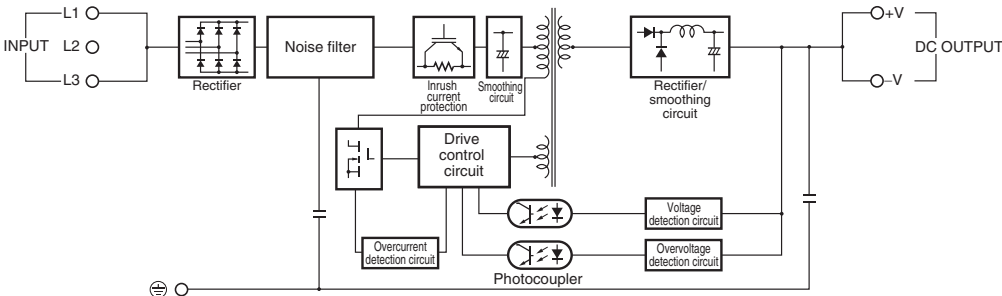 L1
INPUT
L2
L3
Rectifier
Noise filter
Inrush
current
protection
Smoothing
circuit
Rectifier/
smoothing
circuit
+V
DC OUTPUT
−V
Drive
control
circuit
Overcurrent
detection circuit
Voltage
detection circuit
Overvoltage
detection circuit
Photocoupler